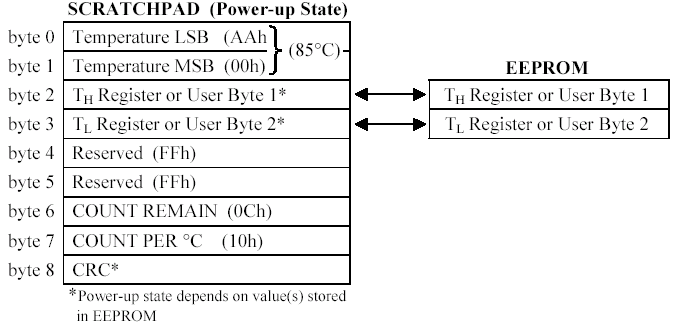 SCRATCHPAD (Power-up State)
byte 0 Temperature LSB (AAh
(85°C)
byte 1 Temperature MSB (00h)
EEPROM
byte 2 TH Register or User Byte 1* TH Register or User Byte 1
byte 3 TL Register or User Byte 2* TL Register or User Byte 2
byte 4 Reserved (FFh)
byte 5 Reserved (FFh)
byte 6 COUNT REMAIN (0Ch)
byte 7 COUNT PER °C (10h)
byte 8 CRC*
*Power-up state depends on value(s) stored
in EEPROM